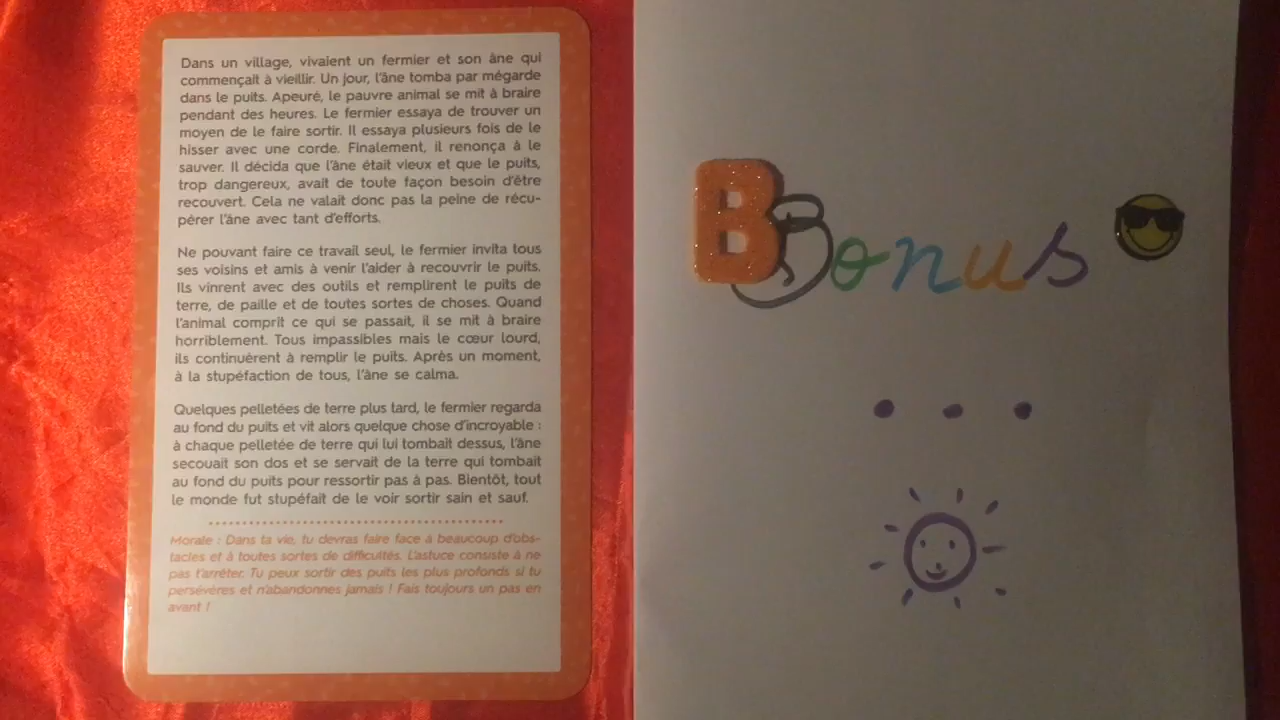 Dans un village, vivaient un fermier et son âne qui
commençait à vieillir. Un jour, l'âne tomba par mégarde
dans le puits. Apeuré, le pauvre animal se mit à braire
pendant des heures. Le fermier essaya de trouver un
moyen de le faire sortir. Il essaya plusieurs fois de le
hisser avec une corde. Finalement, il renonça à le
sauver. Il décida que l'âne était vieux et que le puits,
trop dangereux, avait de toute façon besoin d'être
recouvert. Cela ne valait donc pas la peine de récu-
pérer l'âne avec tant d'efforts.
Ne pouvant faire ce travail seul, le fermier invita tous
ses voisins et amis à venir l'aider à recouvrir le puits.
Ils vinrent avec des outils et remplirent le puits de
terre, de paille et de toutes sortes de choses. Quand
l'animal comprit ce qui se passait, il se mit à braire
horriblement. Tous impassibles mais le cœur lourd,
ils continuèrent à remplir le puits. Après un moment,
à la stupéfaction de tous, l'âne se calma.
Quelques pelletées de terre plus tard, le fermier regarda
au fond du puits et vit alors quelque chose d'incroyable :
à chaque pelletée de terre qui lui tombait dessus, l'âne
secouait son dos et se servait de la terre qui tombait
au fond du puits pour ressortir pas à pas. Bientôt, tout
le monde fut stupéfait de le voir sortir sain et sauf.
Morale : Dans ta vie, tu devras faire face à beaucoup d'obs-
tacles et à toutes sortes de difficultés. L'astuce consiste à ne
pas t'arrêter. Tu peux sortir des puits les plus profonds si tu
persévères et n'abandonnes jamais ! Fais toujours un pas en
avant !
B Bonus
. . .